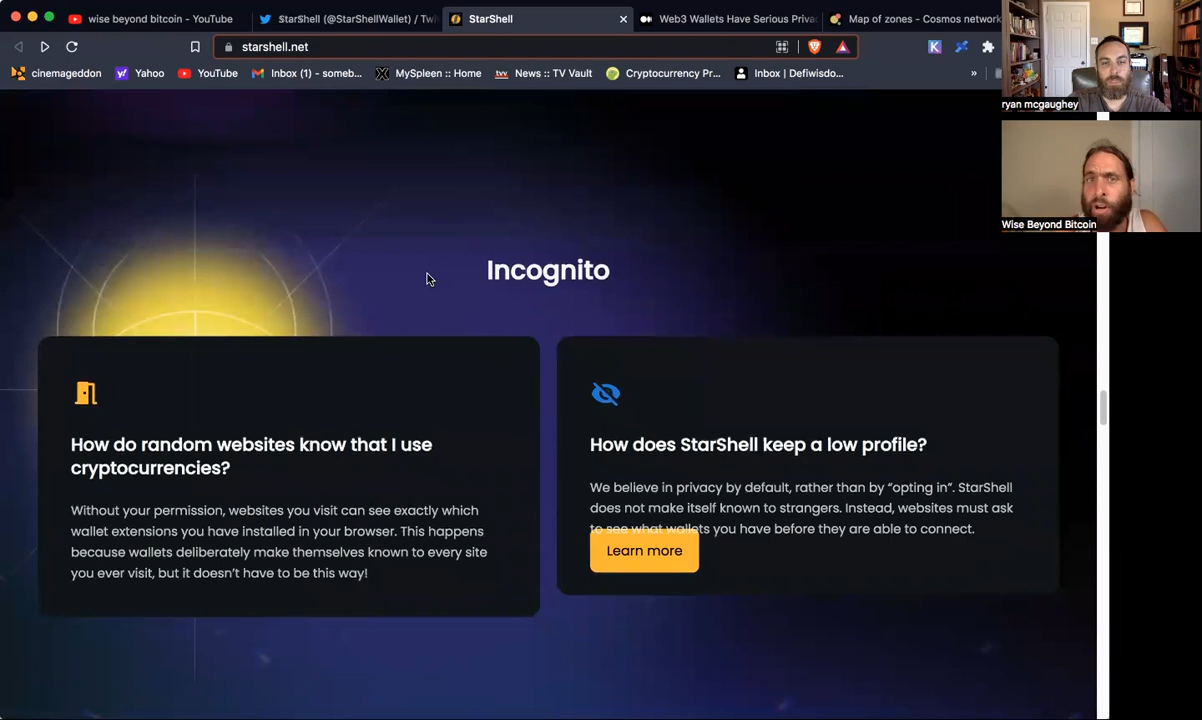 wise beyond bitcoin - YouTube
StarShell (@StarShellWallet) / Twi
StarShell
Web3 Wallets Have Serious Priva
Map of zones - Cosmos network
starshell.net
cinemageddon
Yahoo
YouTube
Inbox (1) - someb...
MySpleen :: Home
News :: TV Vault
Cryptocurrency Pr...
Inbox | Defiwisdo...
»
ryan mcgaughey
Wise Beyond Bitcoin
Incognito
How do random websites know that I use
cryptocurrencies?
Without your permission, websites you visit can see exactly which
wallet extensions you have installed in your browser. This happens
because wallets deliberately make themselves known to every site
you ever visit, but it doesn't have to be this way!
How does StarShell keep a low profile?
We believe in privacy by default, rather than by “opting in”. StarShell
does not make itself known to strangers. Instead, websites must ask
to see what wallets you have before they are able to connect.
Learn more